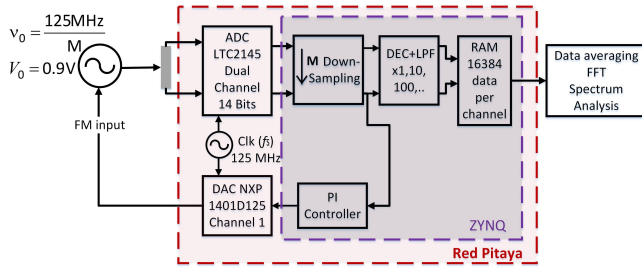 ν₀ = 125MHz
M
V₀ = 0.9V
FM input
ADC
LTC2145
Dual
Channel
14 Bits
M Down-
Sampling
DEC+LPF
x1,10,
100,..
RAM
16384
data
per
channel
Data averaging
FFT
Spectrum
Analysis
Clk (fs)
125 MHz
DAC NXP
1401D125
Channel 1
PI
Controller
ZYNQ
Red Pitaya